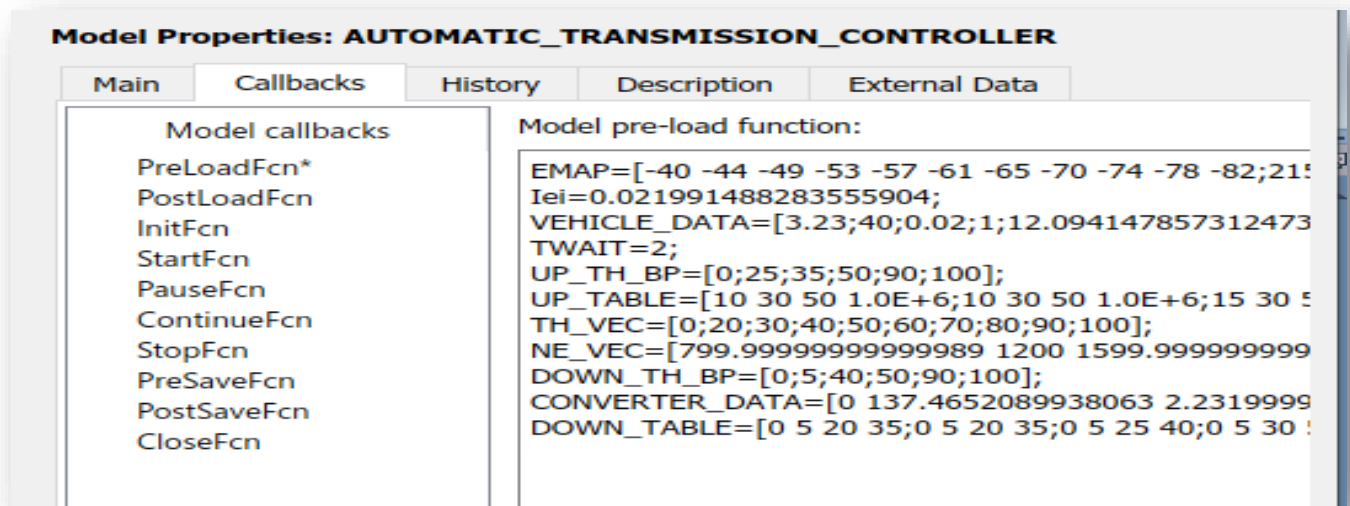 Model Properties: AUTOMATIC_TRANSMISSION_CONTROLLER
Main Callbacks History Description External Data
Model callbacks
PreLoadFcn*
PostLoadFcn
InitFcn
StartFcn
PauseFcn
ContinueFcn
StopFcn
PreSaveFcn
PostSaveFcn
CloseFcn
Model pre-load function:
EMAP=[-40 -44 -49 -53 -57 -61 -65 -70 -74 -78 -82;215
Iei=0.0219914882835559​04;
VEHICLE_DATA=[3.23;40;0.02;1;12.094147857312473
TWAIT=2;
UP_TH_BP=[0;25;35;50;90;100];
UP_TABLE=[10 30 50 1.0E+6;10 30 50 1.0E+6;15 30 5
TH_VEC=[0;20;30;40;50;60;70;80;90;100];
NE_VEC=[799.99999999999989 1200 1599.999999999
DOWN_TH_BP=[0;5;40;50;90;100];
CONVERTER_DATA=[0 137.4652089938063 2.2319999
DOWN_TABLE=[0 5 20 35;0 5 20 35;0 5 25 40;0 5 30